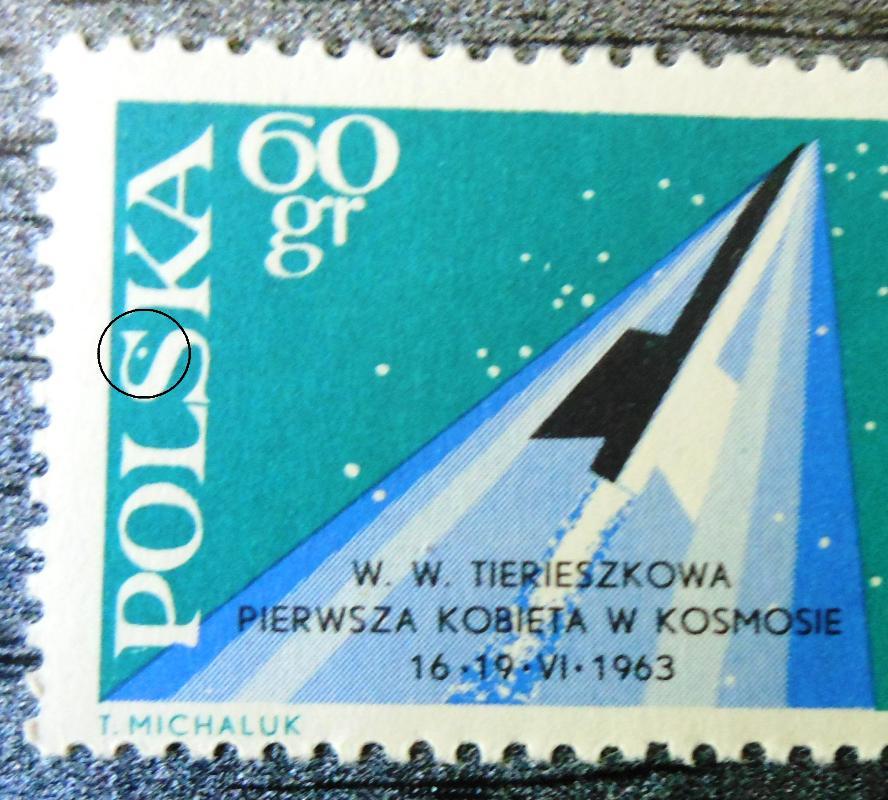 POLSKA
60
gr
W. W. TIERIESZKOWA
PIERWSZA KOBIETA W KOSMOSIE
16·19·VI·1963
T. MICHALUK